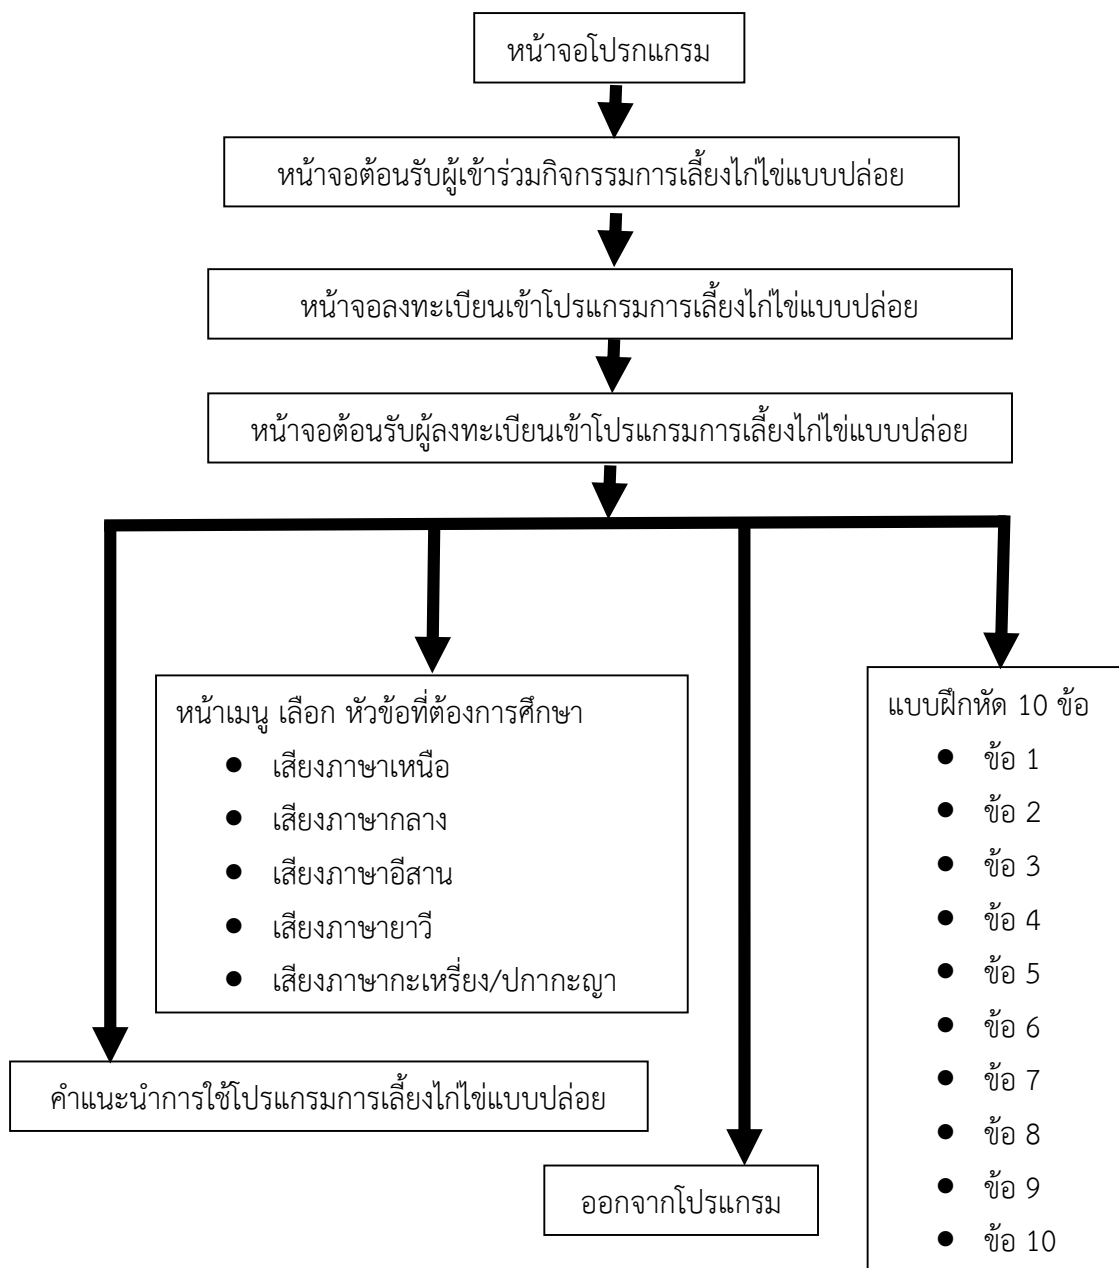 หน้าจอโปรกแกรม
หน้าจอต้อนรับผู้เข้าร่วมกิจกรรมการเลี้ยงไก่ไข่แบบปล่อย
หน้าจอลงทะเบียนเข้าโปรแกรมการเลี้ยงไก่ไข่แบบปล่อย
หน้าจอต้อนรับผู้ลงทะเบียนเข้าโปรแกรมการเลี้ยงไก่ไข่แบบปล่อย
หน้าเมนู เลือก หัวข้อที่ต้องการศึกษา
● เสียงภาษาเหนือ
● เสียงภาษากลาง
● เสียงภาษาอีสาน
● เสียงภาษายาวี
● เสียงภาษากะเหรี่ยง/ปกากะญา
แบบฝึกหัด 10 ข้อ
● ข้อ 1
● ข้อ 2
● ข้อ 3
● ข้อ 4
● ข้อ 5
● ข้อ 6
● ข้อ 7
● ข้อ 8
● ข้อ 9
● ข้อ 10
คำแนะนำการใช้โปรแกรมการเลี้ยงไก่ไข่แบบปล่อย
ออกจากโปรแกรม